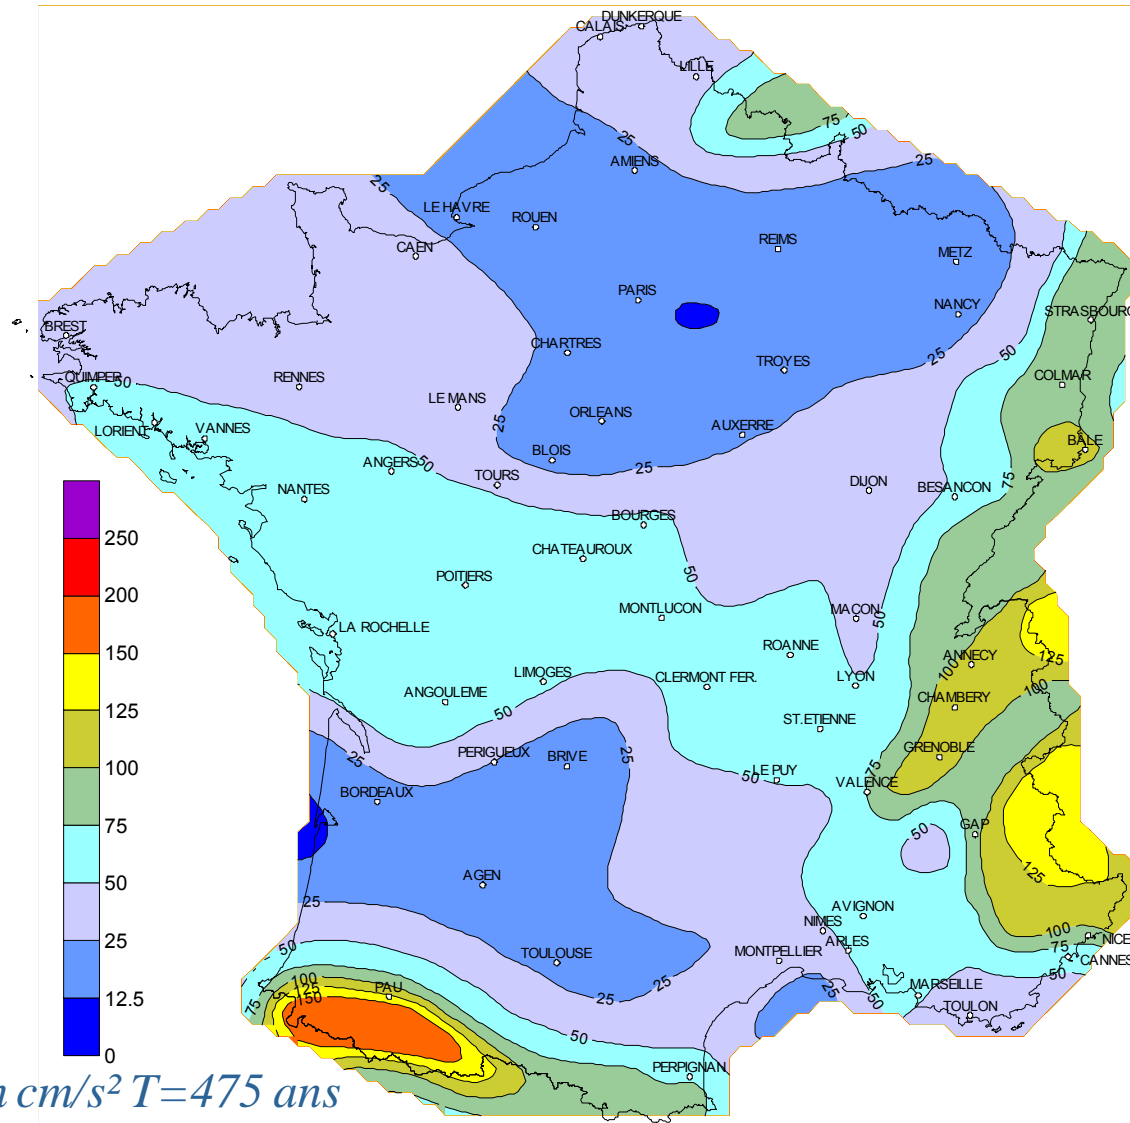 DUNKERQUE
CALAIS
LILLE
75
50
25
25
AMIENS
25
LE HAVRE
ROUEN
CAEN
REIMS
METZ
PARIS
NANCY
STRASBOURG
BREST
CHARTRES
TROYES
25
50
QUIMPER
50
RENNES
COLMAR
LE MANS
ORLEANS
25
AUXERRE
LORIENT
VANNES
BALE
BLOIS
ANGERS
50
25
TOURS
DIJON
BESANCON
75
NANTES
BOURGES
250
CHATEAUROUX
POITIERS
50
200
MONTLUCON
MACON
50
LA ROCHELLE
ROANNE
150
ANNECY
125
100
LIMOGES
CLERMONT FER.
LYON
100
ANGOULEME
CHAMBERY
125
50
ST.ETIENNE
PERIGUEUX
BRIVE
25
25
GRENOBLE
100
LE PUY
50
75
VALENCE
BORDEAUX
75
GAP
50
AGEN
125
50
25
AVIGNON
NIMES
100
ARLES
NICE
25
50
TOULOUSE
MONTPELLIER
75
CANNES
50
100
125
150
75
PAU
25
25
25
50
MARSEILLE
12.5
TOULON
50
0
PERPIGNAN
cm/s² T=475 ans